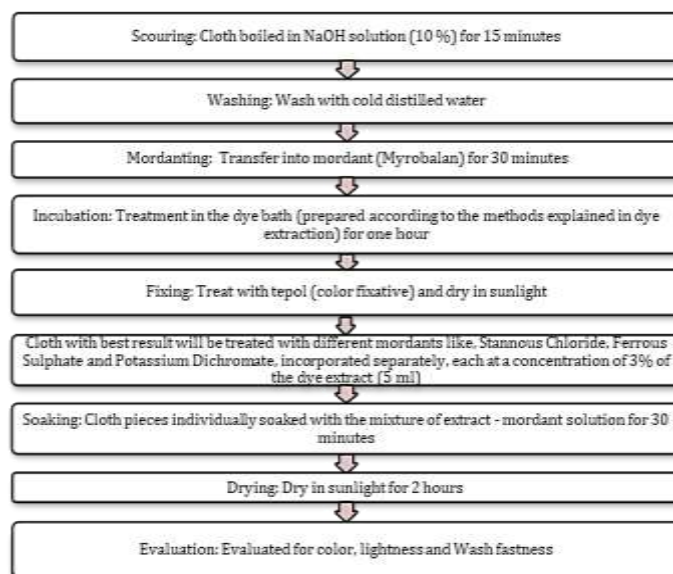 Scouring: Cloth boiled in NaOH solution (10 %) for 15 minutes
Washing: Wash with cold distilled water
Mordanting: Transfer into mordant (Myrobalan) for 30 minutes
Incubation: Treatment in the dye bath (prepared according to the methods explained in dye
extraction) for one hour
Fixing: Treat with tepol (color fixative) and dry in sunlight
Cloth with best result will be treated with different mordants like, Stannous Chloride, Ferrous
Sulphate and Potassium Dichromate, incorporated separately, each at a concentration of 3% of
the dye extract (5 ml)
Soaking: Cloth pieces individually soaked with the mixture of extract - mordant solution for 30
minutes
Drying: Dry in sunlight for 2 hours
Evaluation: Evaluated for color, lightness and Wash fastness